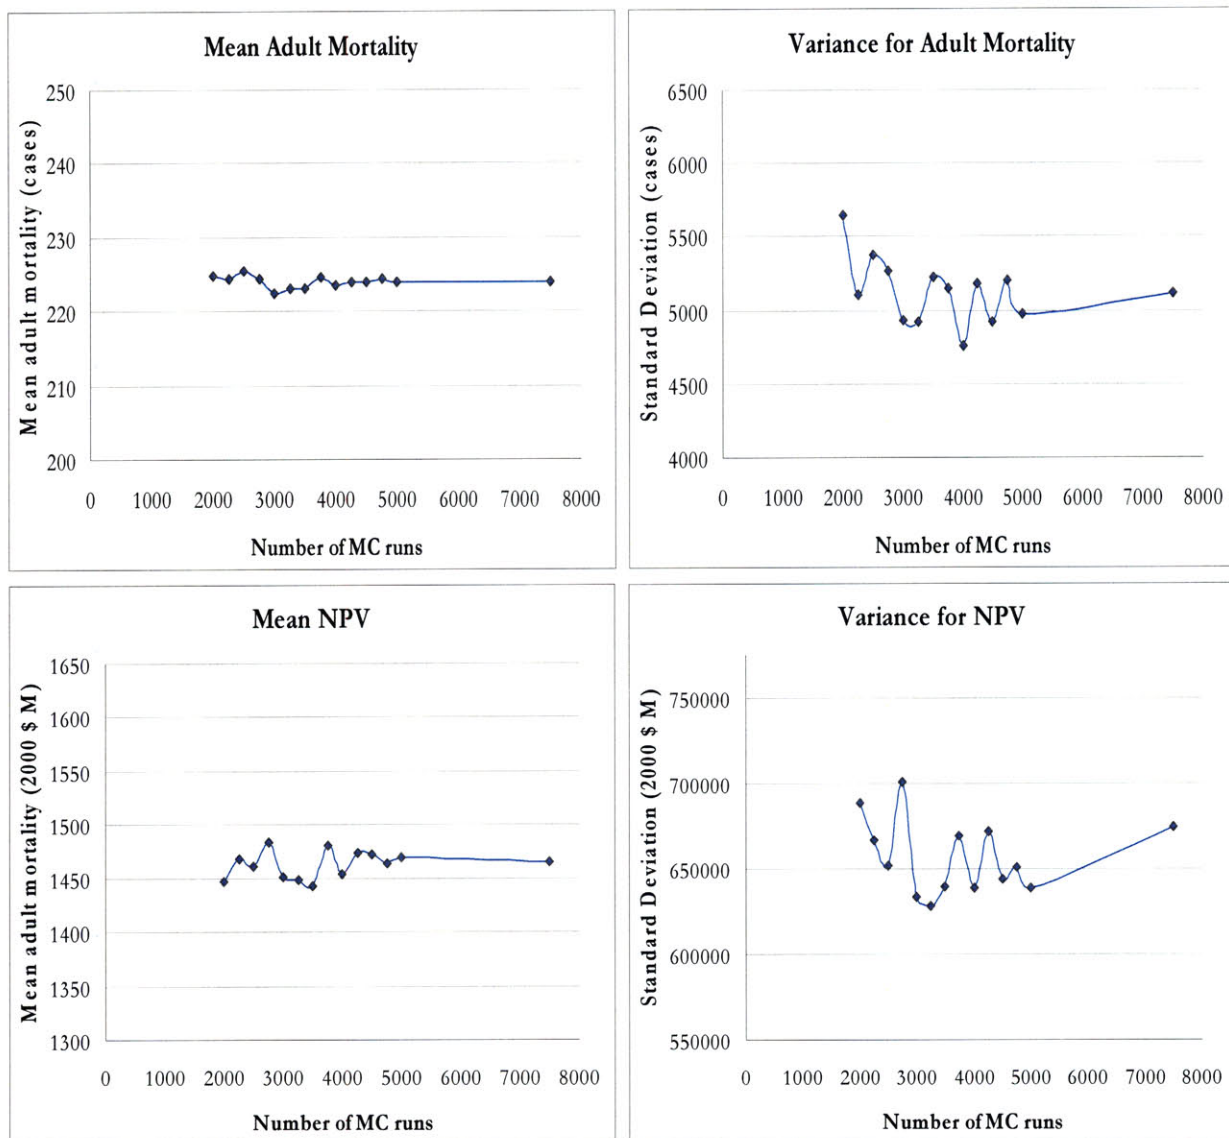 Mean Adult Mortality
Mean adult mortality (cases)
250
240
230
220
210
200
0 1000 2000 3000 4000 5000 6000 7000 8000
Number of MC runs
Variance for Adult Mortality
Standard Deviation (cases)
6500
6000
5500
5000
4500
4000
0 1000 2000 3000 4000 5000 6000 7000 8000
Number of MC runs
Mean NPV
Mean adult mortality (2000 $ M)
1650
1600
1550
1500
1450
1400
1350
1300
0 1000 2000 3000 4000 5000 6000 7000 8000
Number of MC runs
Variance for NPV
Standard Deviation (2000 $ M)
750000
700000
650000
600000
550000
0 1000 2000 3000 4000 5000 6000 7000 8000
Number of MC runs